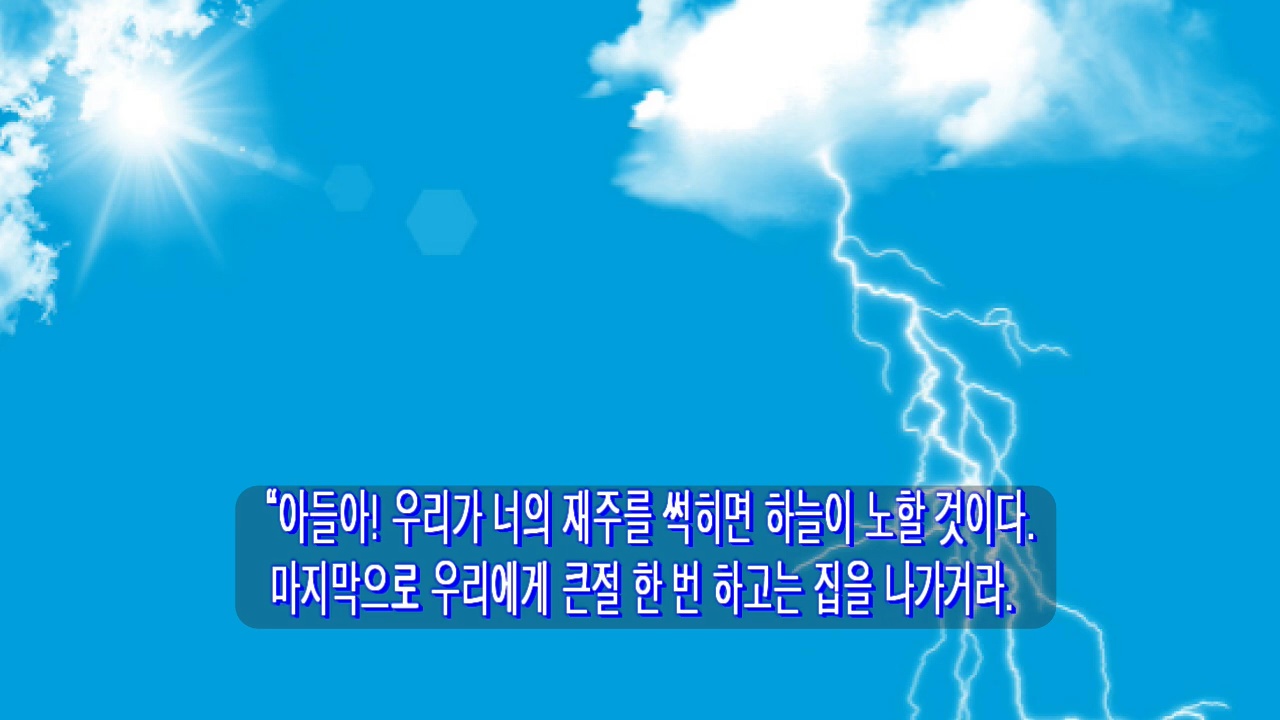 “아들아! 우리가 너의 재주를 썩히면 하늘이 노할 것이다.
마지막으로 우리에게 큰절 한 번 하고는 집을 나가거라.